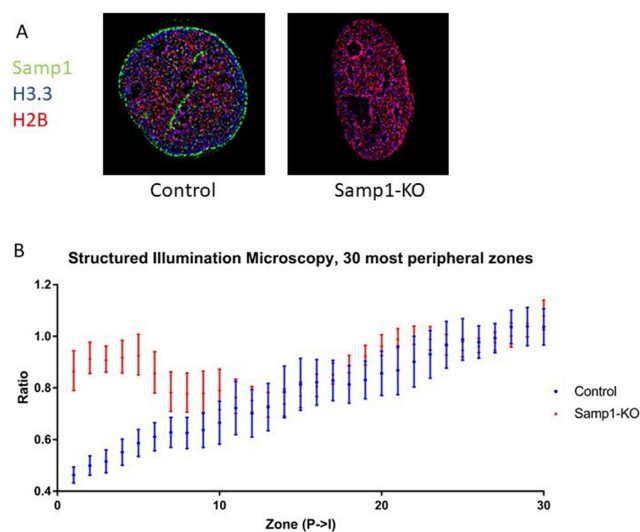 A
Samp1
H3.3
H2B
Control
Samp1-KO
B
Structured Illumination Microscopy, 30 most peripheral zones
1.2
1.0
0.8
0.6
0.4
Ratio
0
10
20
30
Zone (P->I)
Control
Samp1-KO